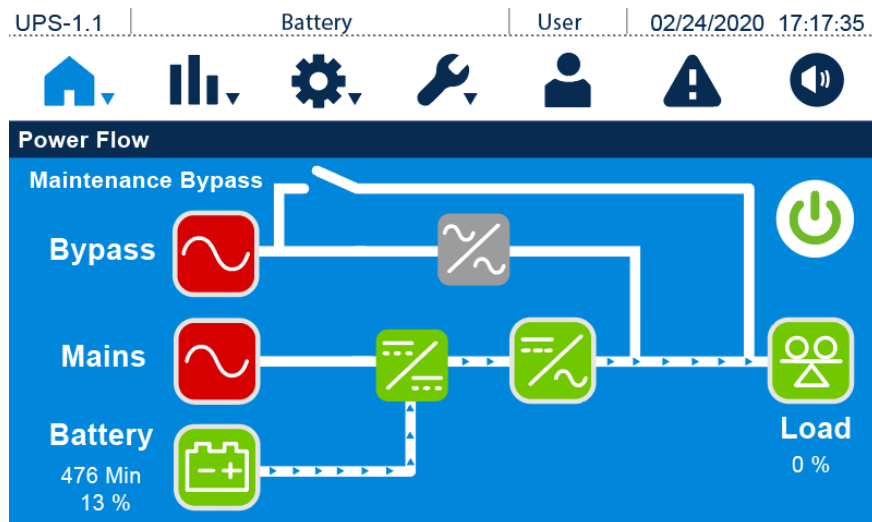 UPS-1.1 Battery User 02/24/2020 17:17:35
Power Flow
Maintenance Bypass
Bypass
Mains
Battery
476 Min
13 %
Load
0 %